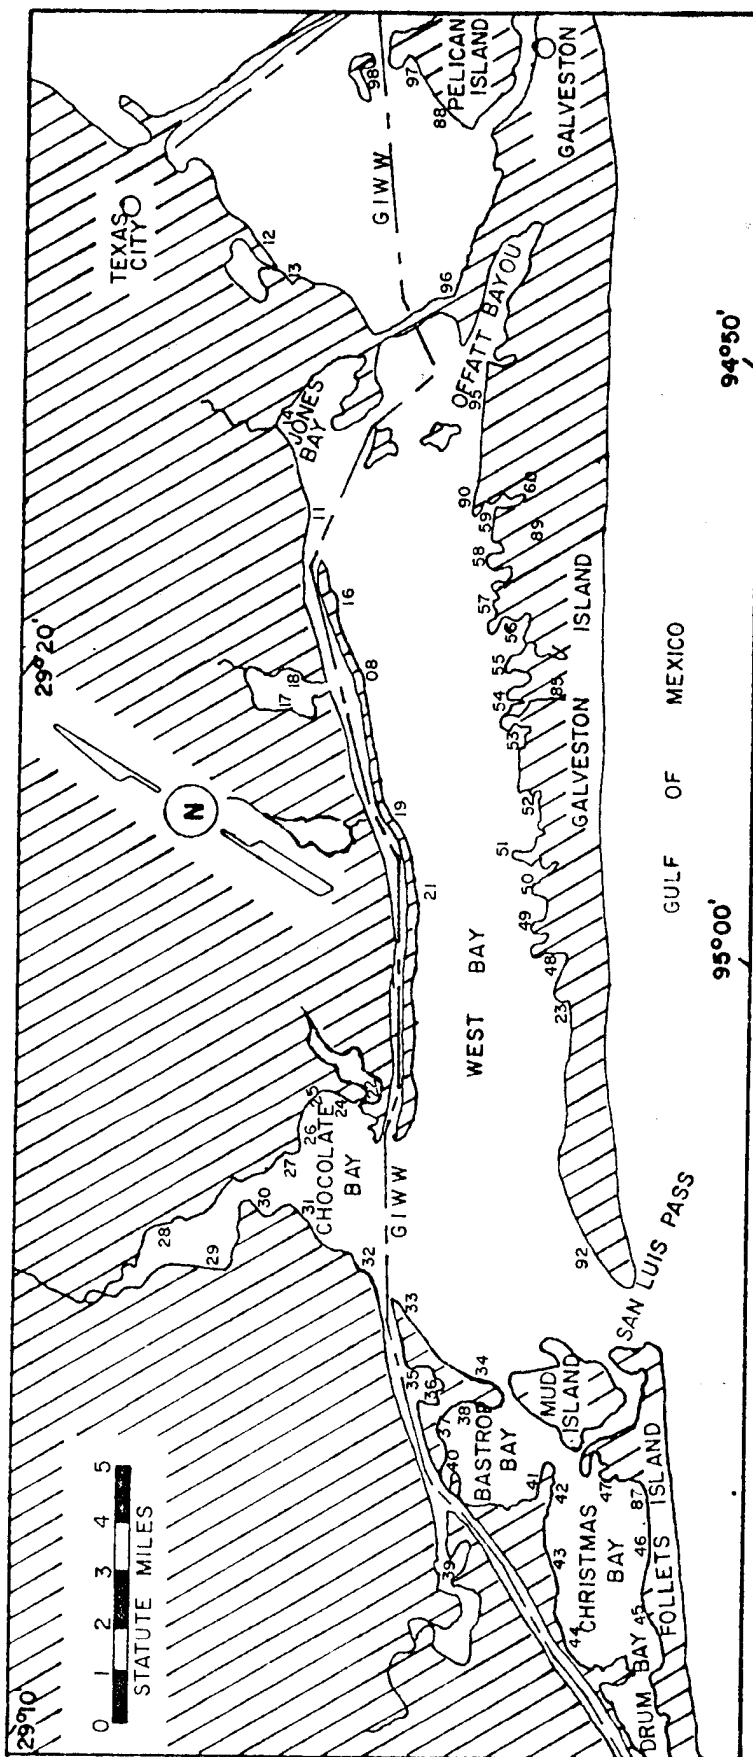 29°10'
29°20'
0 1 2 3 4 5
STATUTE MILES
N
TEXAS
CITY
12
13
14
JONES
BAY
11
16
17
18
08
19
21
22
24
25
26
27
28
29
30
31
CHOCOLATE
BAY
32
GIWW
GIWW
98
97
88
PELICAN
ISLAND
GALVESTON
96
OFFATT BAYOU
95
90
60
59
89
58
57
56
55
54
85
X
53
52
51
50
49
48
23
GALVESTON ISLAND
WEST BAY
92
SAN LUIS PASS
GULF OF MEXICO
33
34
35
36
37
38
40
39
BASTROP
BAY
41
42
43
44
MUD
ISLAND
CHRISTMAS
BAY
47
87
46
45
DRUM BAY
FOLLETS ISLAND
95°00'
94°50'